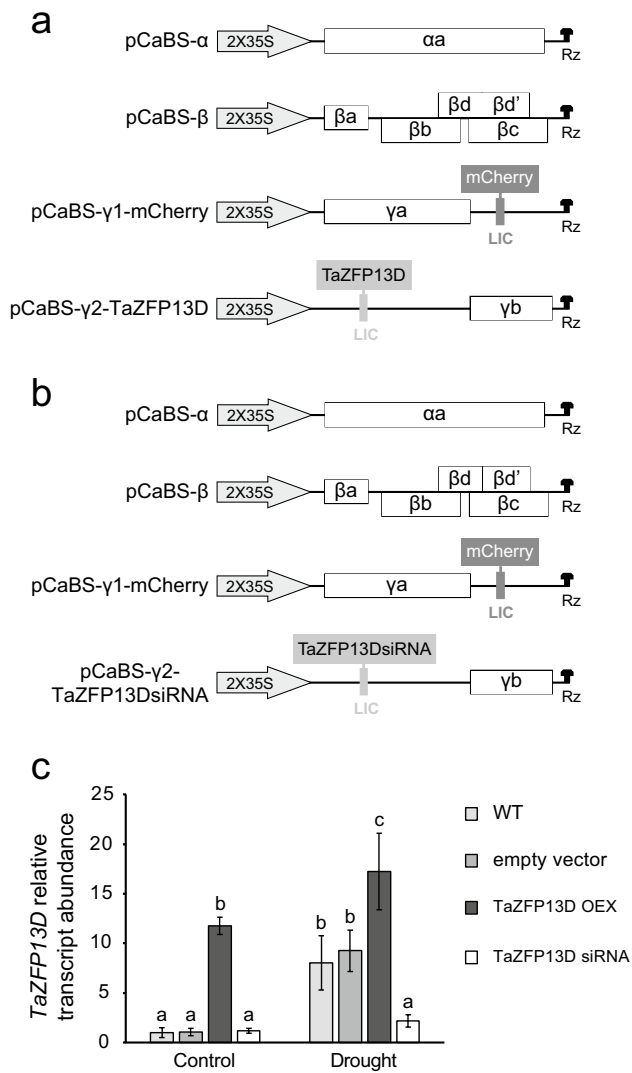 a
pCaBS-α 2X35S αa Rz
pCaBS-β 2X35S βa βb βd βd’ βc Rz
mCherry
pCaBS-γ1-mCherry 2X35S γa Rz
LIC
TaZFP13D
pCaBS-γ2-TaZFP13D 2X35S γb Rz
LIC
b
pCaBS-α 2X35S αa Rz
pCaBS-β 2X35S βa βb βd βd’ βc Rz
mCherry
pCaBS-γ1-mCherry 2X35S γa Rz
LIC
TaZFP13DsiRNA
pCaBS-γ2-
TaZFP13DsiRNA 2X35S γb Rz
LIC
c
TaZFP13D relative
transcript abundance
25
20
15
10
5
0
a a b a
b b c a
Control Drought
WT
empty vector
TaZFP13D OEX
TaZFP13D siRNA